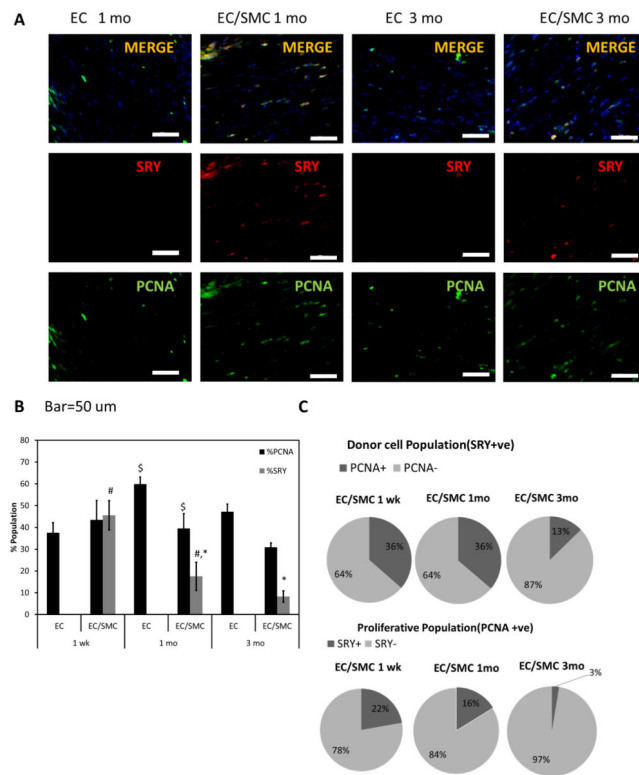 A
EC 1 mo EC/SMC 1 mo EC 3 mo EC/SMC 3 mo
MERGE MERGE MERGE MERGE
SRY SRY SRY SRY
PCNA PCNA PCNA PCNA
B Bar=50 um
C
% Population
80
70
60
50
40
30
20
10
0
%PCNA
%SRY
#
$
$
#,*
*
EC EC/SMC EC EC/SMC EC EC/SMC
1 wk 1 mo 3 mo
Donor cell Population(SRY+ve)
PCNA+ PCNA-
EC/SMC 1 wk EC/SMC 1mo EC/SMC 3mo
36% 36% 13%
64% 64% 87%
Proliferative Population(PCNA +ve)
SRY+ SRY-
EC/SMC 1 wk EC/SMC 1mo EC/SMC 3mo
3%
22% 16%
78% 84% 97%